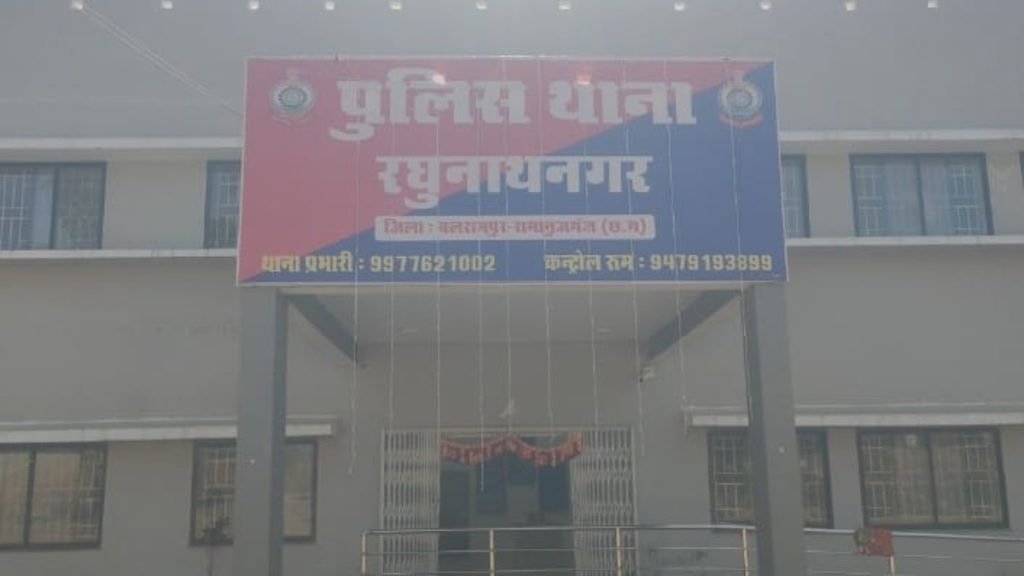 पुलिस थाना
रघुनाथनगर
जिला : बलरामपुर-रामानुजगंज (छ.ग)
थाना प्रभारी : 9977621002 कन्ट्रोल रूम : 9479193899